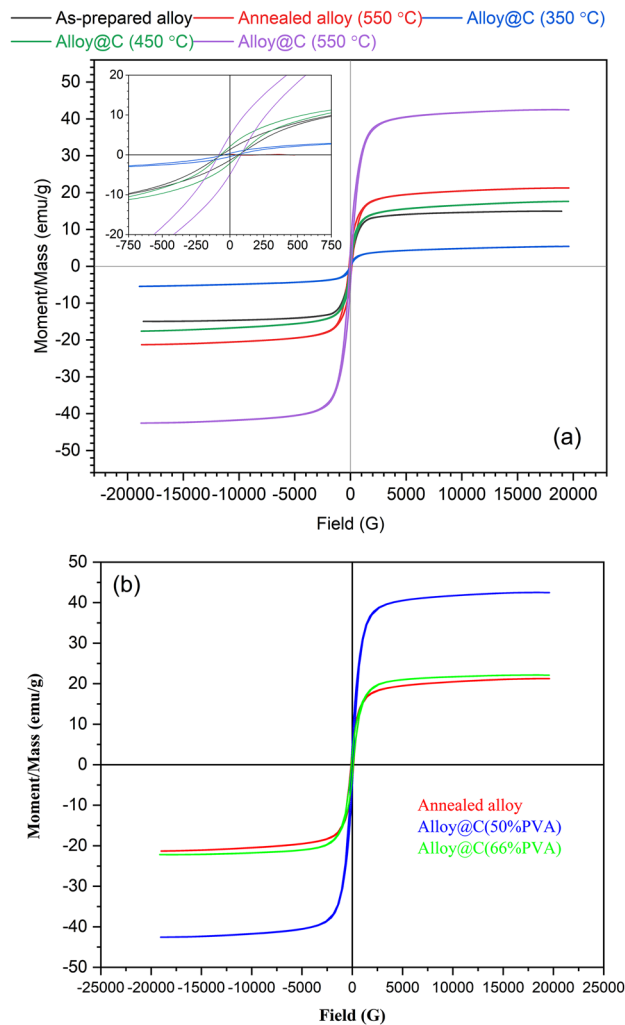 As-prepared alloy Annealed alloy (550 °C) Alloy@C (350 °C)
Alloy@C (450 °C) Alloy@C (550 °C)
50
40
30
20
10
0
-10
-20
-30
-40
-50
Moment/Mass (emu/g)
20
10
0
-10
-20
-750 -500 -250 0 250 500 750
(a)
-20000 -15000 -10000 -5000 0 5000 10000 15000 20000
Field (G)
50
40
30
20
10
0
-10
-20
-30
-40
-50
Moment/Mass (emu/g)
(b)
Annealed alloy
Alloy@C(50%PVA)
Alloy@C(66%PVA)
-25000 -20000 -15000 -10000 -5000 0 5000 10000 15000 20000 25000
Field (G)